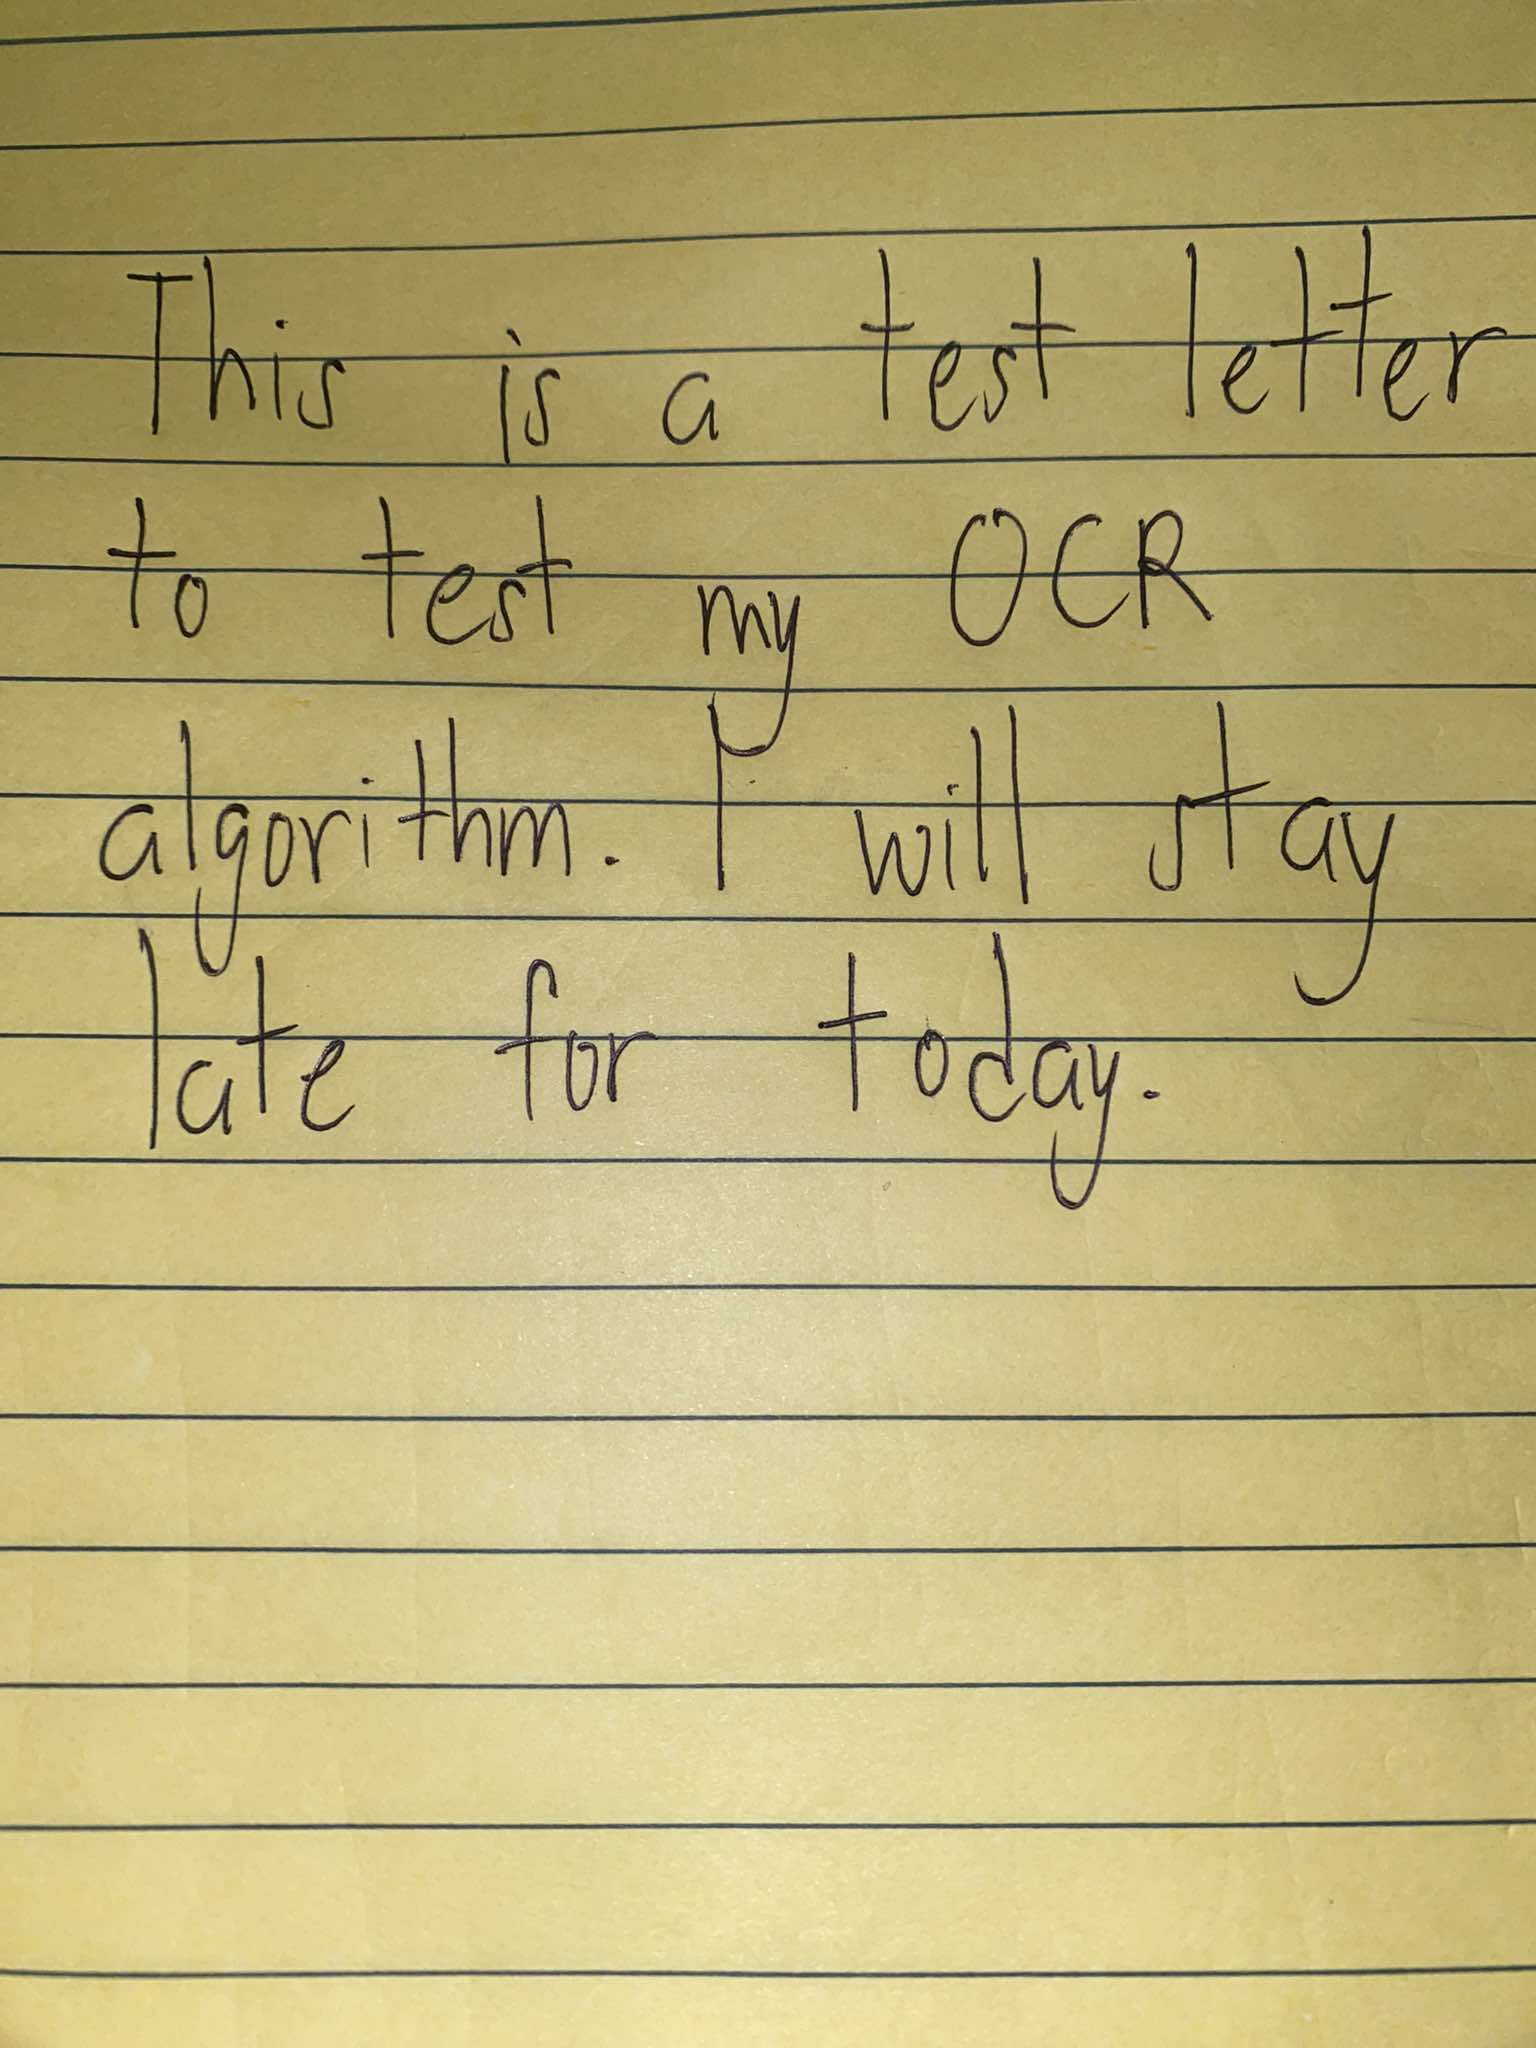 This is a test letter
to test my OCR
algorithm. I will stay
late for today.